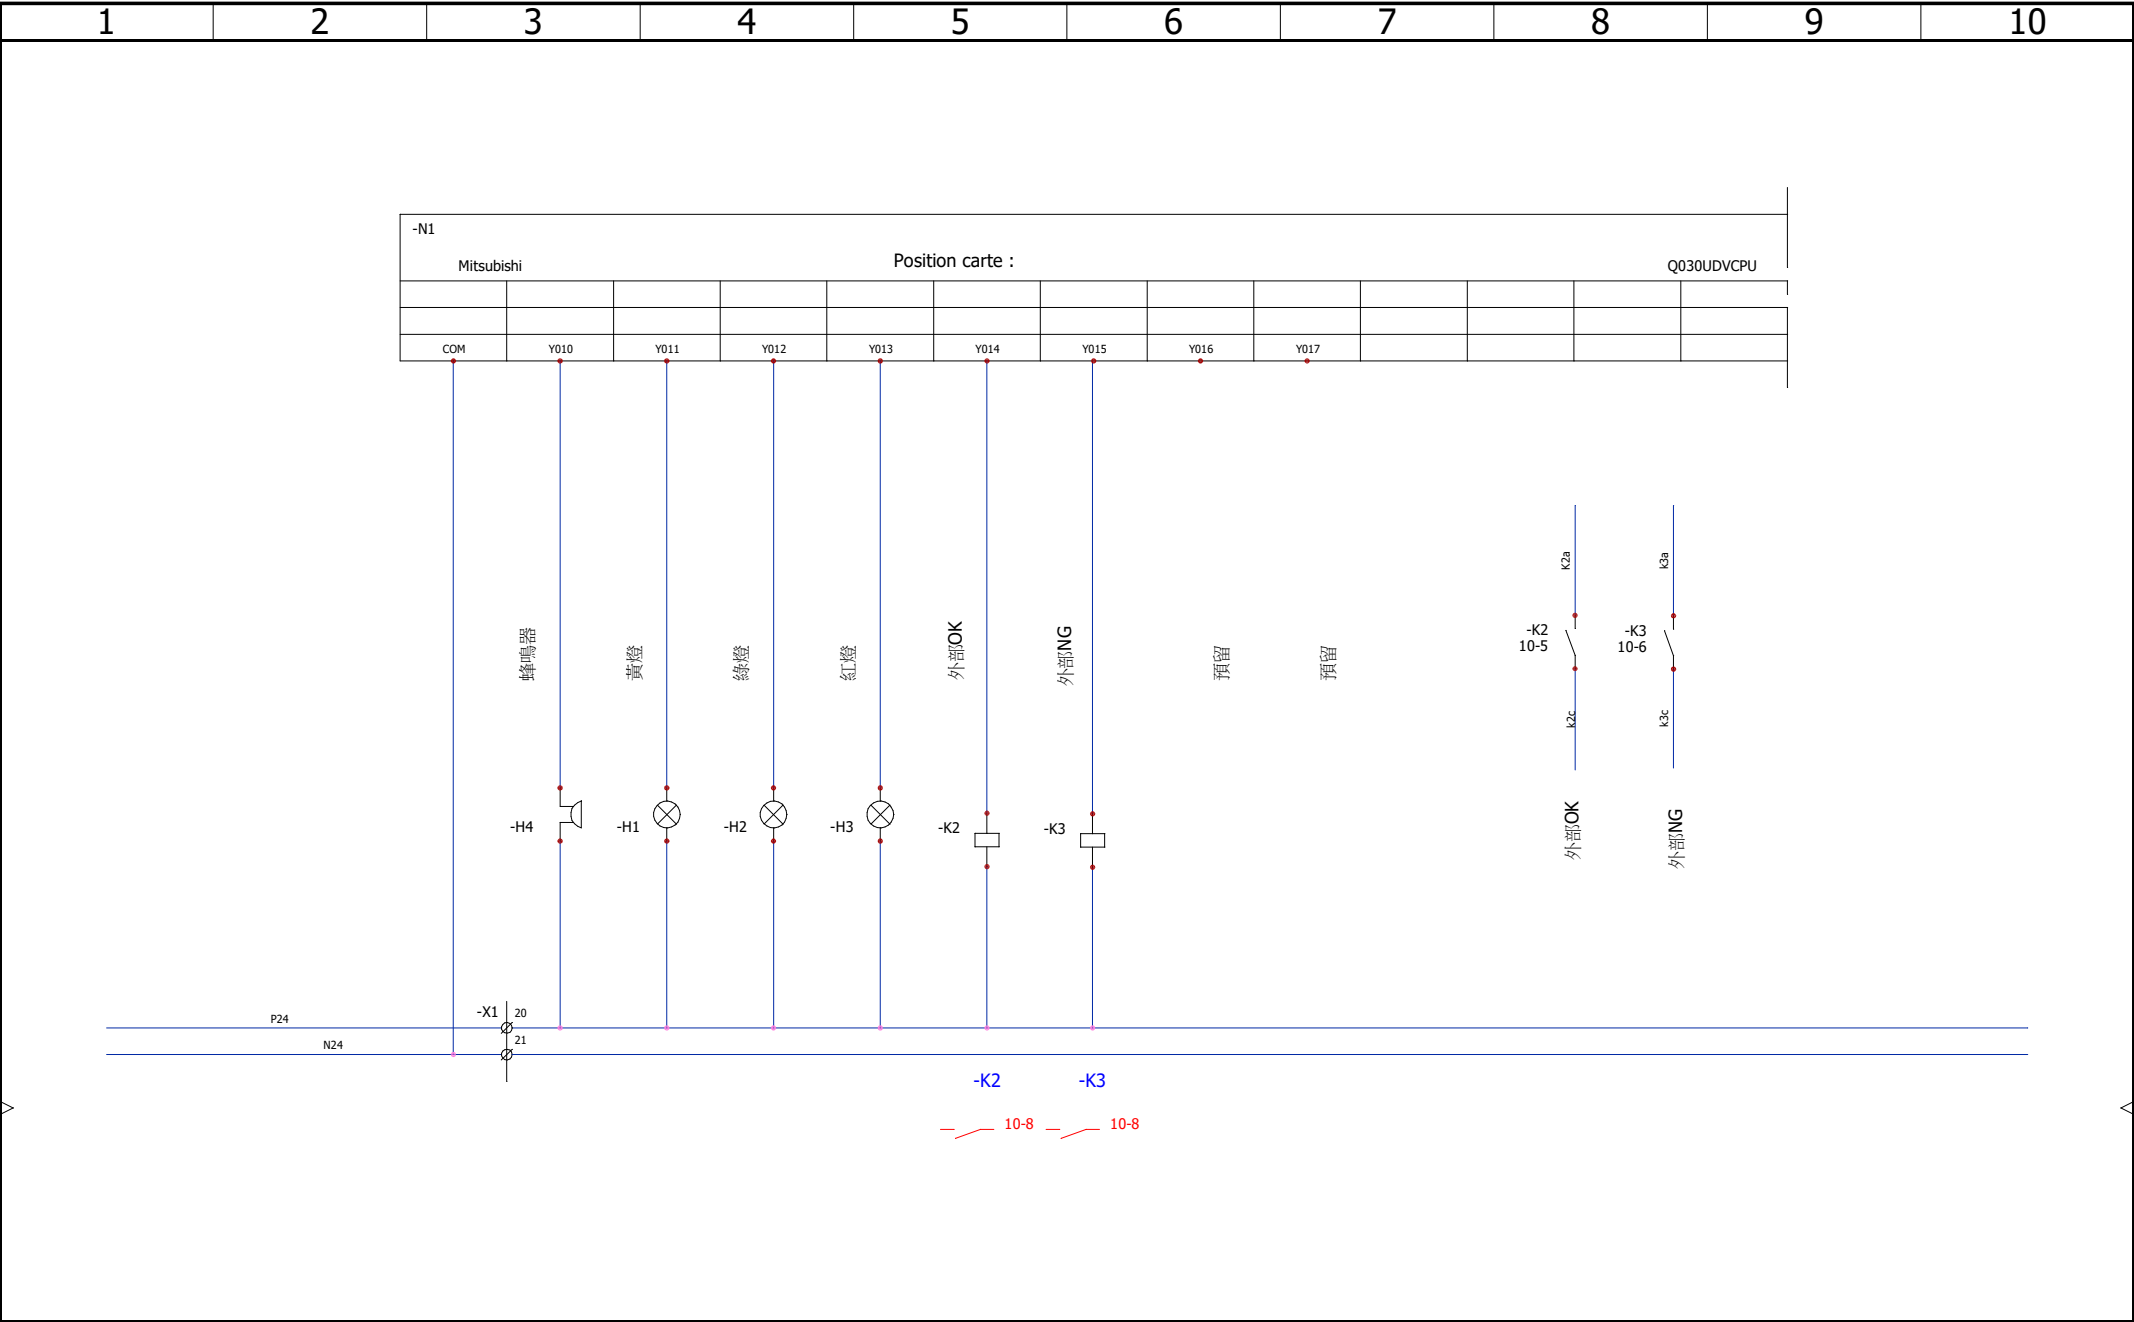 1 2 3 4 5 6 7 8 9 10
-N1
Mitsubishi Position carte : Q030UDVCPU
COM Y010 Y011 Y012 Y013 Y014 Y015 Y016 Y017
K2a k3a
蜂鳴器 黃燈 綠燈 紅燈 外部OK 外部NG 預留 預留
-K2 -K3
10-5 10-6
k2c k3c
-H4 -H1 -H2 -H3 -K2 -K3
外部OK 外部NG
P24 -X1 20
N24 21
-K2 -K3
10-8 10-8